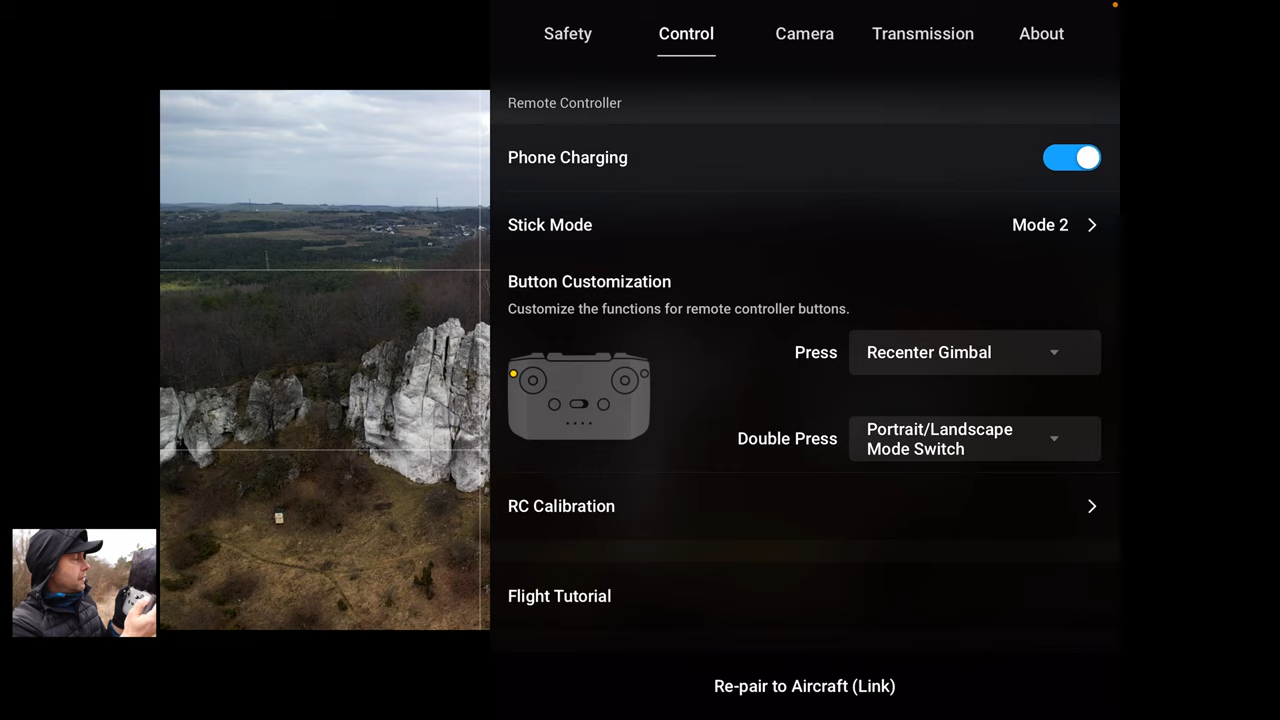 Safety Control Camera Transmission About
Remote Controller
Phone Charging
Stick Mode Mode 2
Button Customization
Customize the functions for remote controller buttons.
Press Recenter Gimbal
Double Press Portrait/Landscape
Mode Switch
RC Calibration
Flight Tutorial
Re-pair to Aircraft (Link)